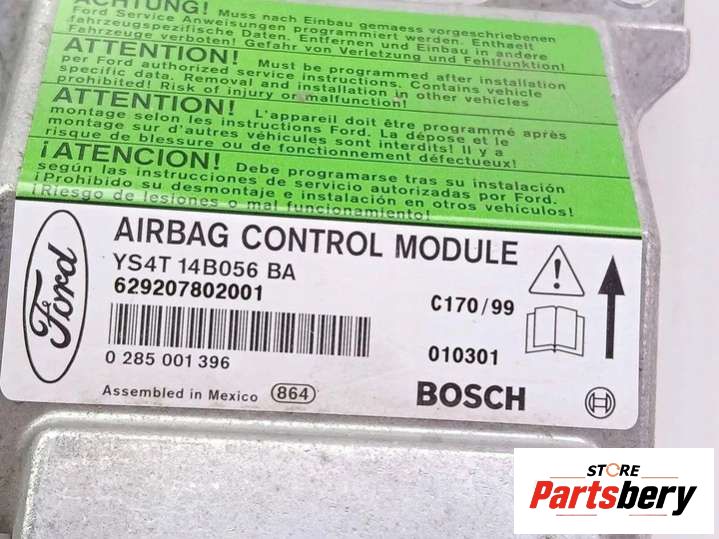 ACHTUNG! Muss nach Einbau gemaess vorgeschriebenen
Ford Service Anweisungen programmiert werden. Enthaelt
fahrzeugspezifische Daten. Entfernen und Einbau in andere
Fahrzeuge verboten! Gefahr von Verletzung und Fehlfunktion!
ATTENTION! Must be programmed after installation
per Ford authorized service instructions. Contains vehicle
specific data. Removal and installation in other vehicles
prohibited! Risk of injury or malfunction!
ATTENTION! L'appareil doit être programmé après
montage selon les instructions Ford. La dépose et le
montage sur d'autres véhicules sont interdits! Il y a
risque de blessure ou de fonctionnement défectueux!
¡ATENCION! Debe programarse tras su instalación
según las instrucciones de servicio autorizadas por Ford.
¡Prohibido su desmontaje e instalación en otros vehículos!
¡Riesgo de lesiones o mal funcionamiento!
Ford
AIRBAG CONTROL MODULE
YS4T 14B056 BA
629207802001
C170/99
0 285 001 396
010301
Assembled in Mexico 864
BOSCH
STORE
Partsbery